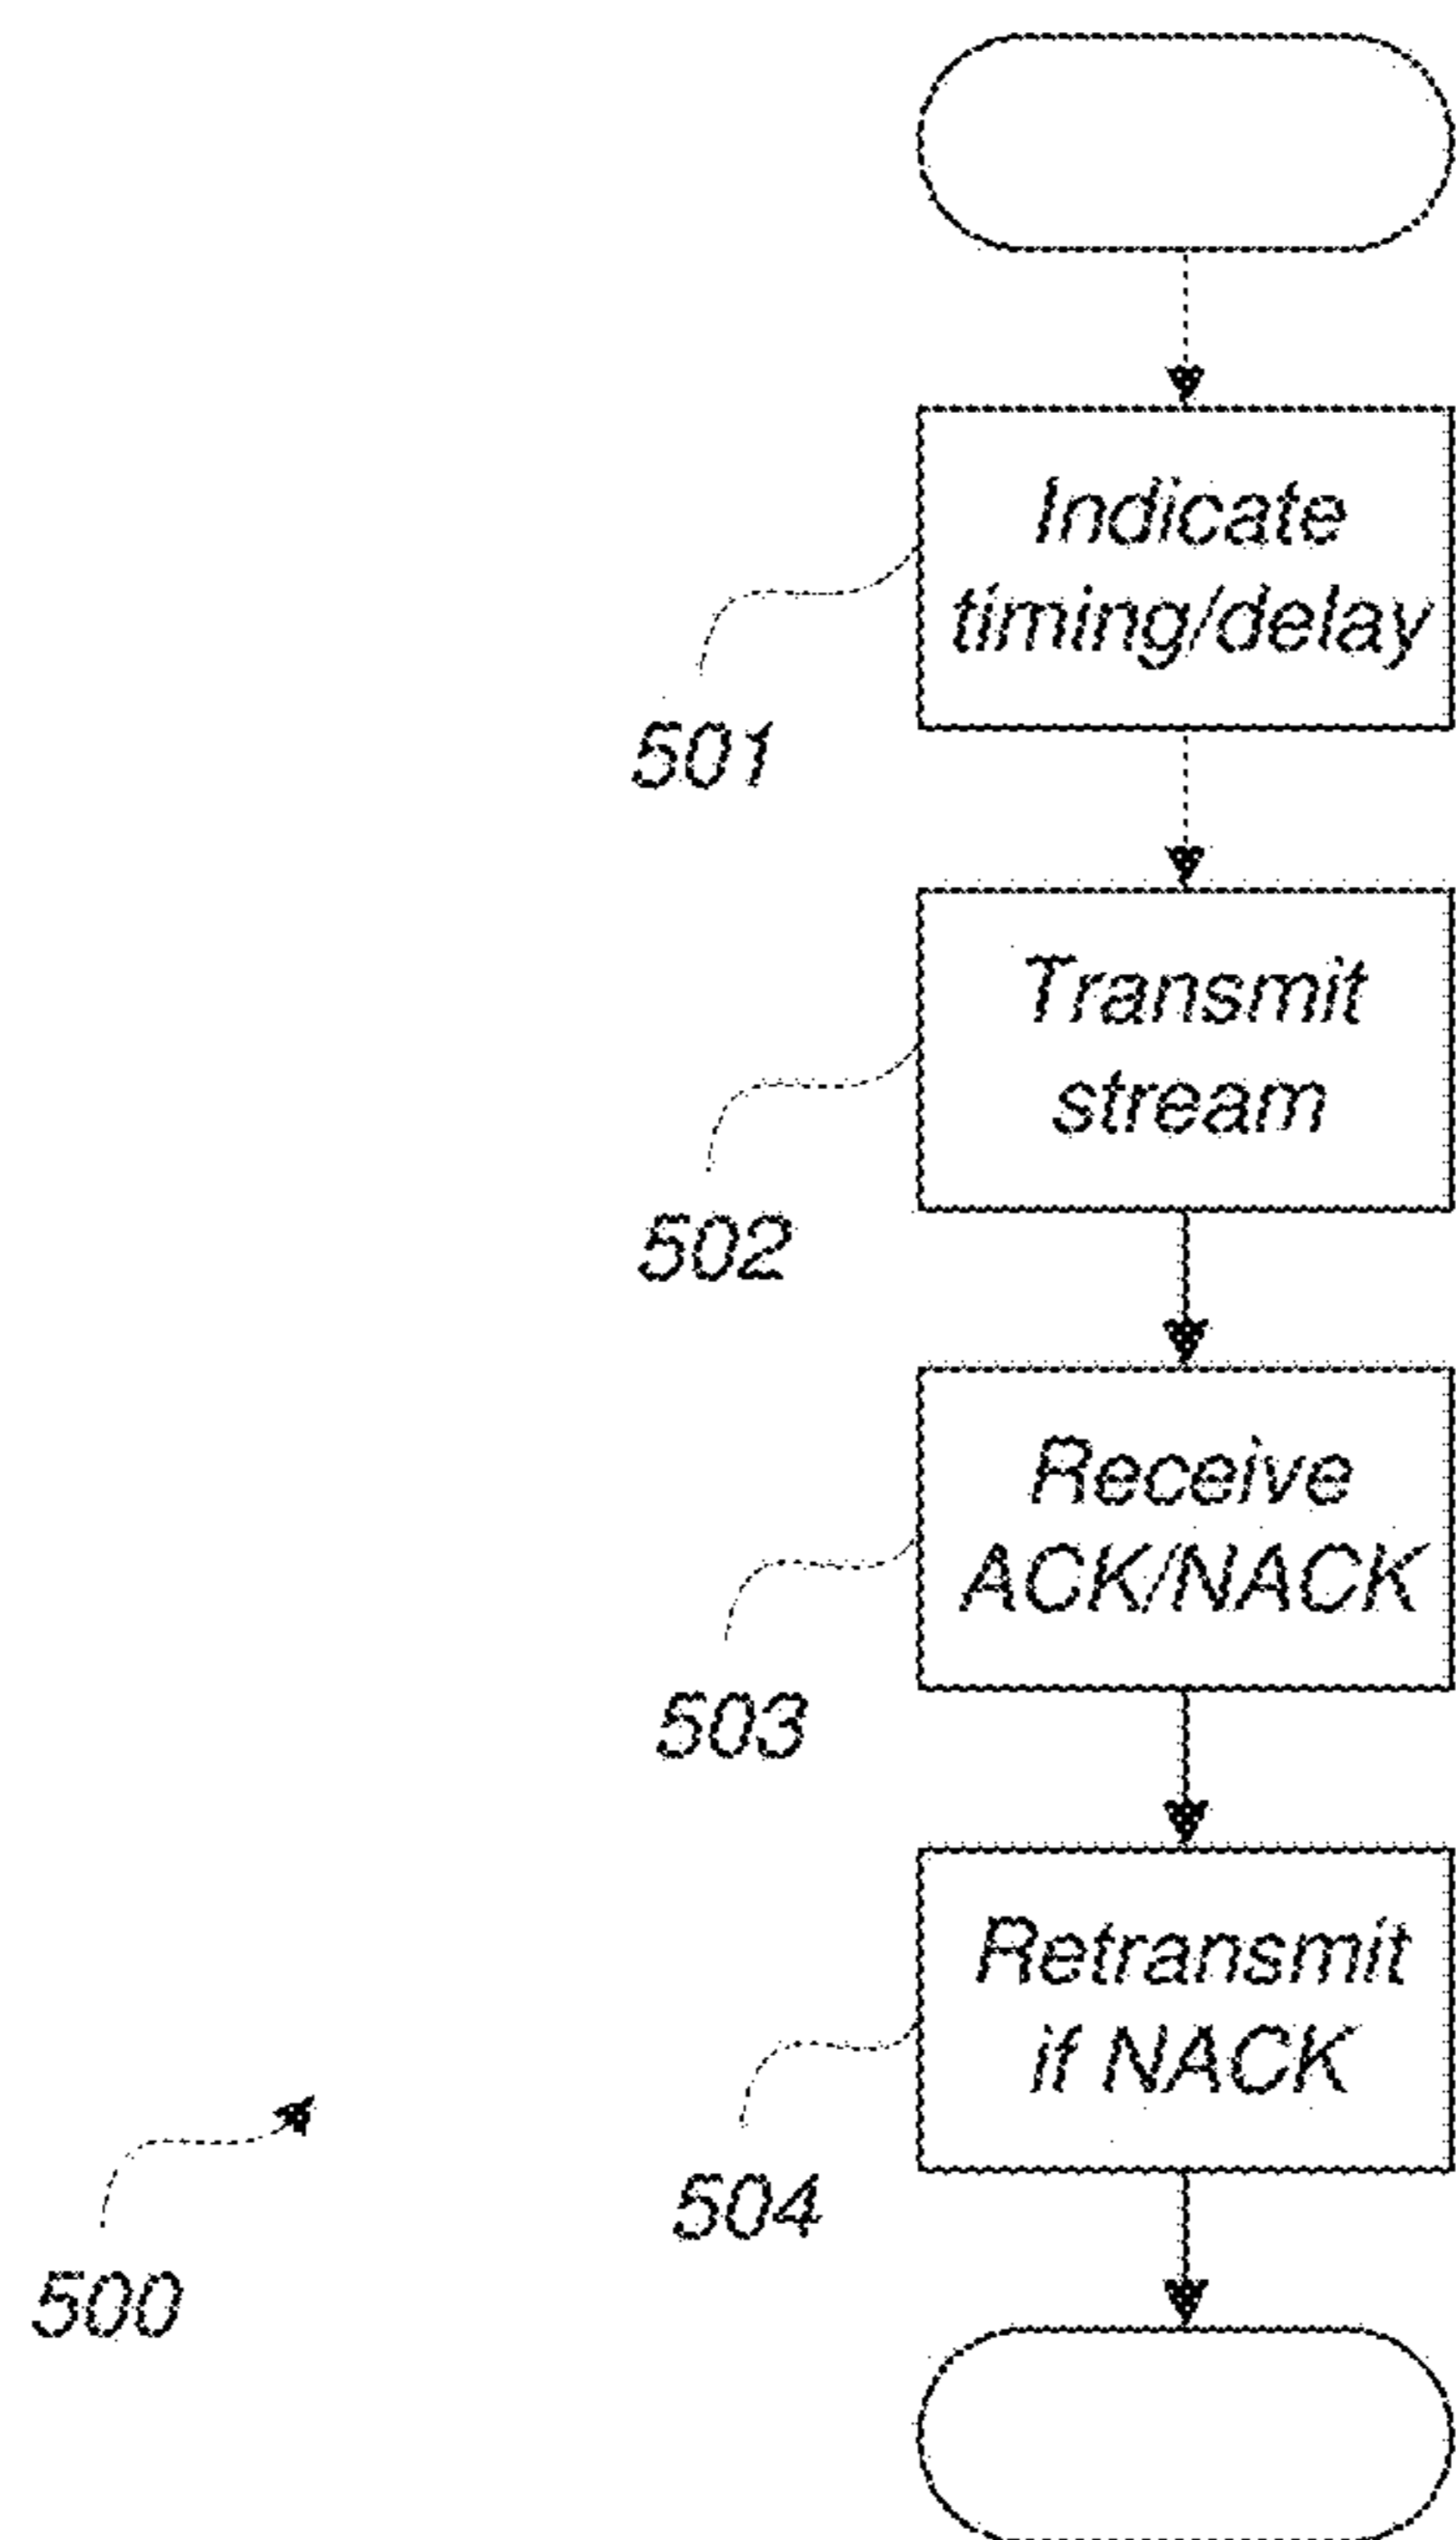 Indicate
timing/delay
501
Transmit
stream
502
Receive
ACK/NACK
503
Retransmit
if NACK
504
500